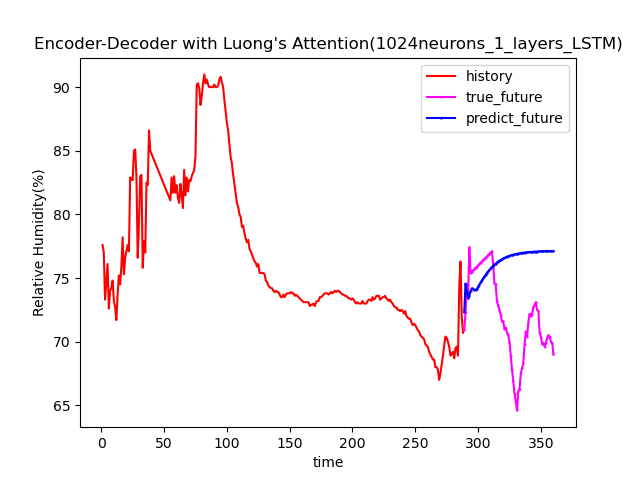 Encoder-Decoder with Luong's Attention(1024neurons_1_layers_LSTM)
history
true_future
predict_future
Relative Humidity(%)
90
85
80
75
70
65
0
50
100
150
200
250
300
350
time